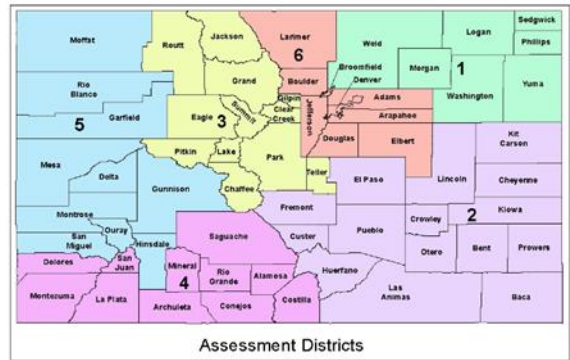 Moffat
Routt
Jackson
Larimer
6
Weld
Logan
Sedgwick
Phillips
1
Morgan
Boulder
Broomfield
Denver
Grand
Rio
Blanco
Garfield
5
Eagle
3
Summit
Gilpin
Clear
Creek
Jefferson
Adams
Arapahoe
Washington
Yuma
Douglas
Elbert
Kit
Carson
Mesa
Pitkin
Lake
Park
Teller
Delta
Gunnison
Chaffee
El Paso
Lincoln
Cheyenne
Fremont
Kiowa
2
Crowley
Montrose
Ouray
San
Miguel
Hinsdale
Saguache
Custer
Pueblo
Otero
Bent
Prowers
Dolores
San
Juan
Mineral
4
Rio
Grande
Alamosa
Huerfano
Las
Animas
Baca
Montezuma
La Plata
Archuleta
Conejos
Costilla
Assessment Districts